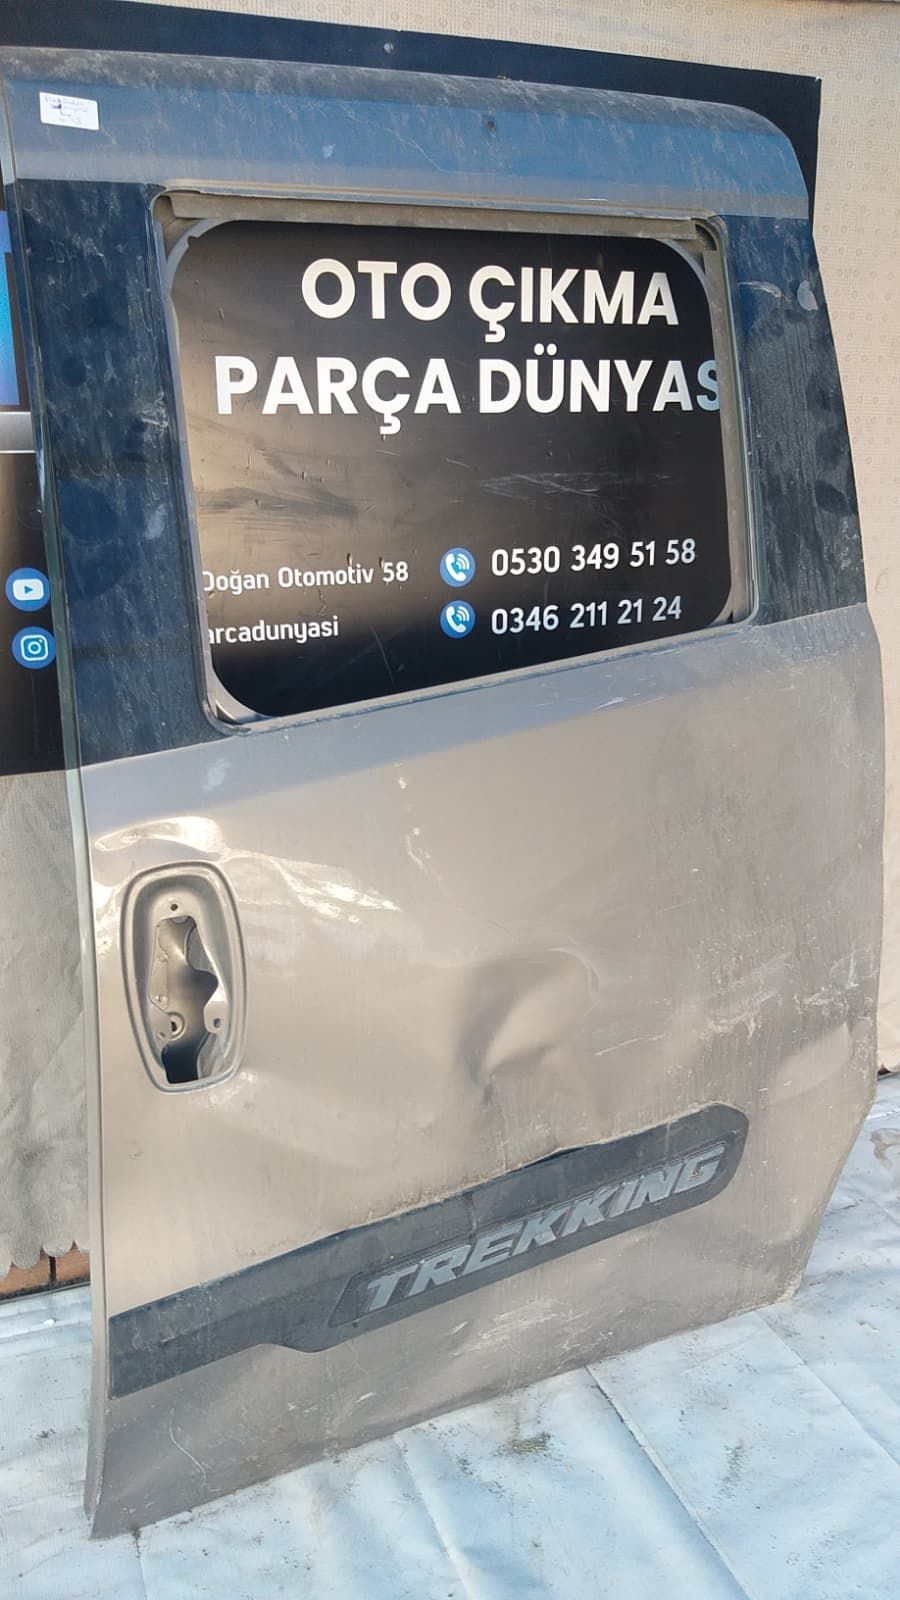 OTO ÇIKMA
PARÇA DÜNYAS
Doğan Otomotiv 58
0530 349 51 58
arcadunyasi
0346 211 21 24
TREKKING